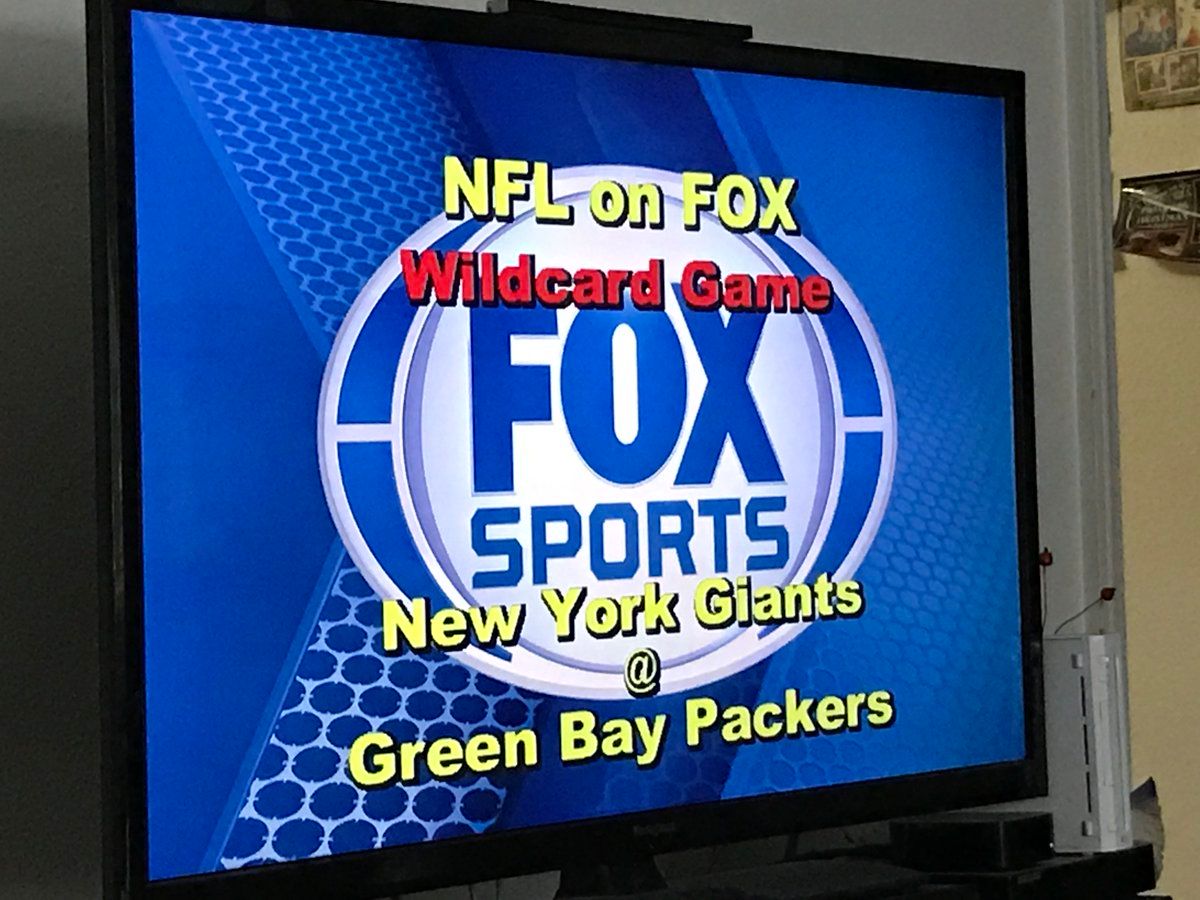 NFL on FOX
Wildcard Game
FOX
SPORTS
New York Giants
@
Green Bay Packers